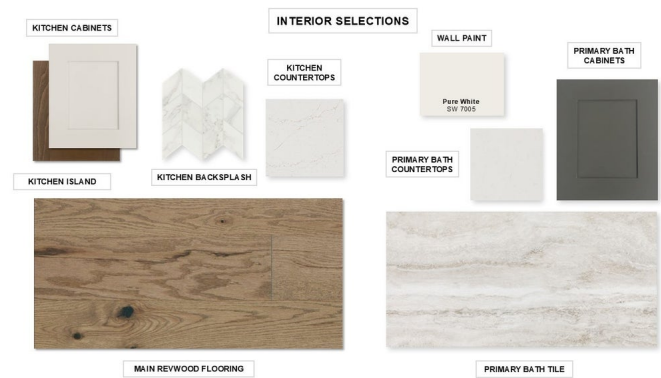 INTERIOR SELECTIONS
KITCHEN CABINETS
KITCHEN
COUNTERTOPS
WALL PAINT
PRIMARY BATH
CABINETS
Pure White
SW 7005
PRIMARY BATH
COUNTERTOPS
KITCHEN ISLAND
KITCHEN BACKSPLASH
MAIN REVWOOD FLOORING
PRIMARY BATH TILE